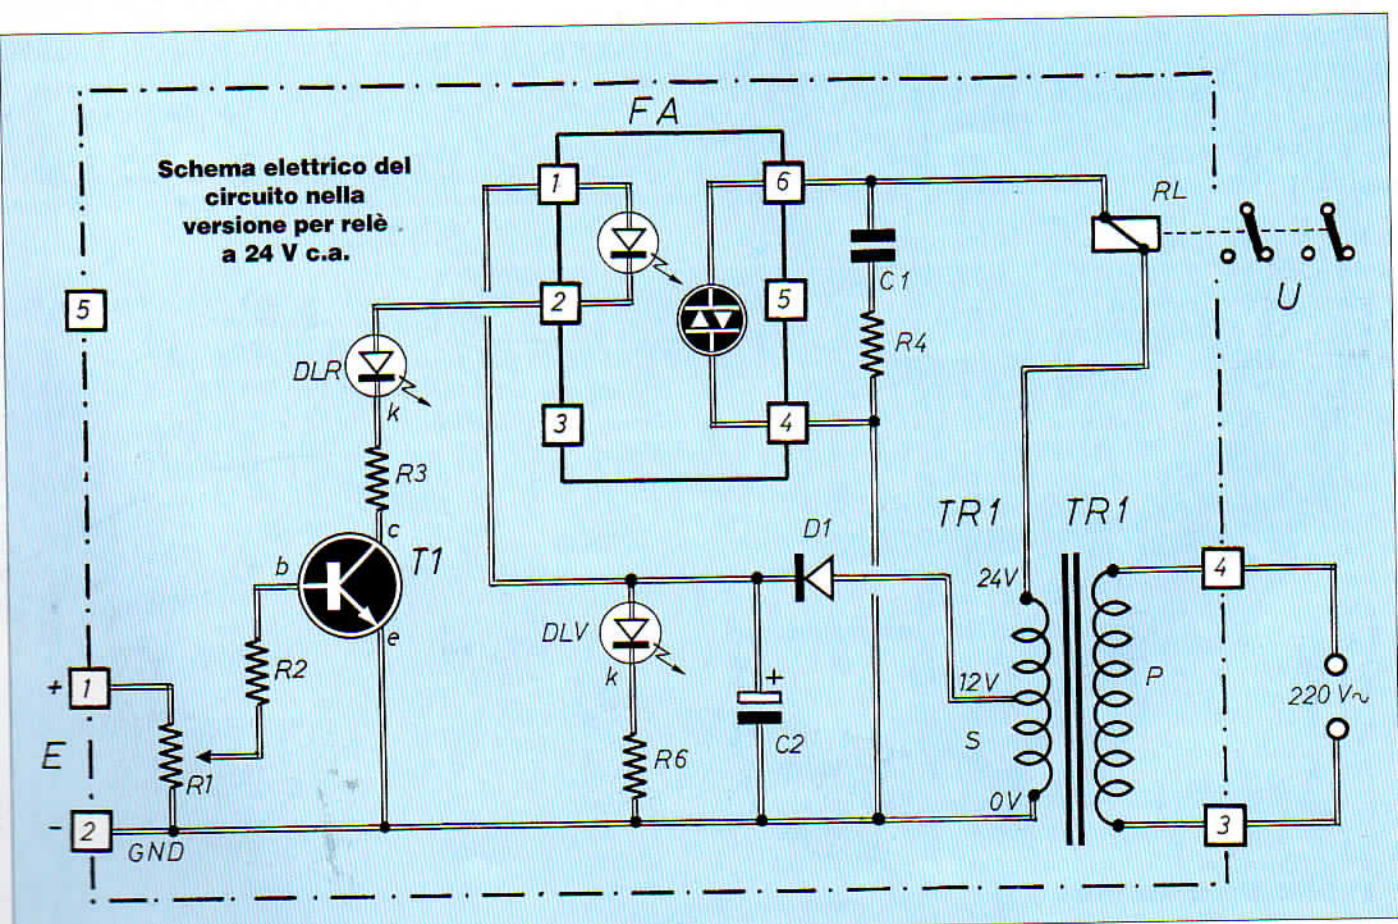 FA
Schema elettrico del
circuito nella
versione per relè
a 24 V c.a.
1
6
RL
2
5
C1
U
5
DLR
R4
k
3
4
R3
c
TR1
TR1
D1
b
T1
24V
4
DLV
e
R2
k
12V
P
220 V~
+
1
+
E
R1
R6
C2
S
0V
-
2
GND
3